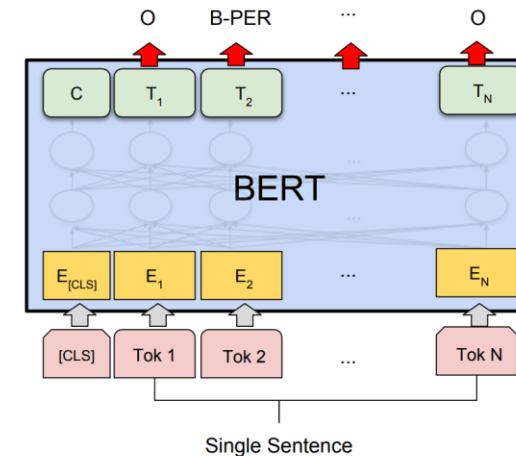 O B-PER ... O
C T1 T2 ... TN
...
BERT
...
E[CLS] E1 E2 ... EN
[CLS] Tok 1 Tok 2 ... Tok N
Single Sentence